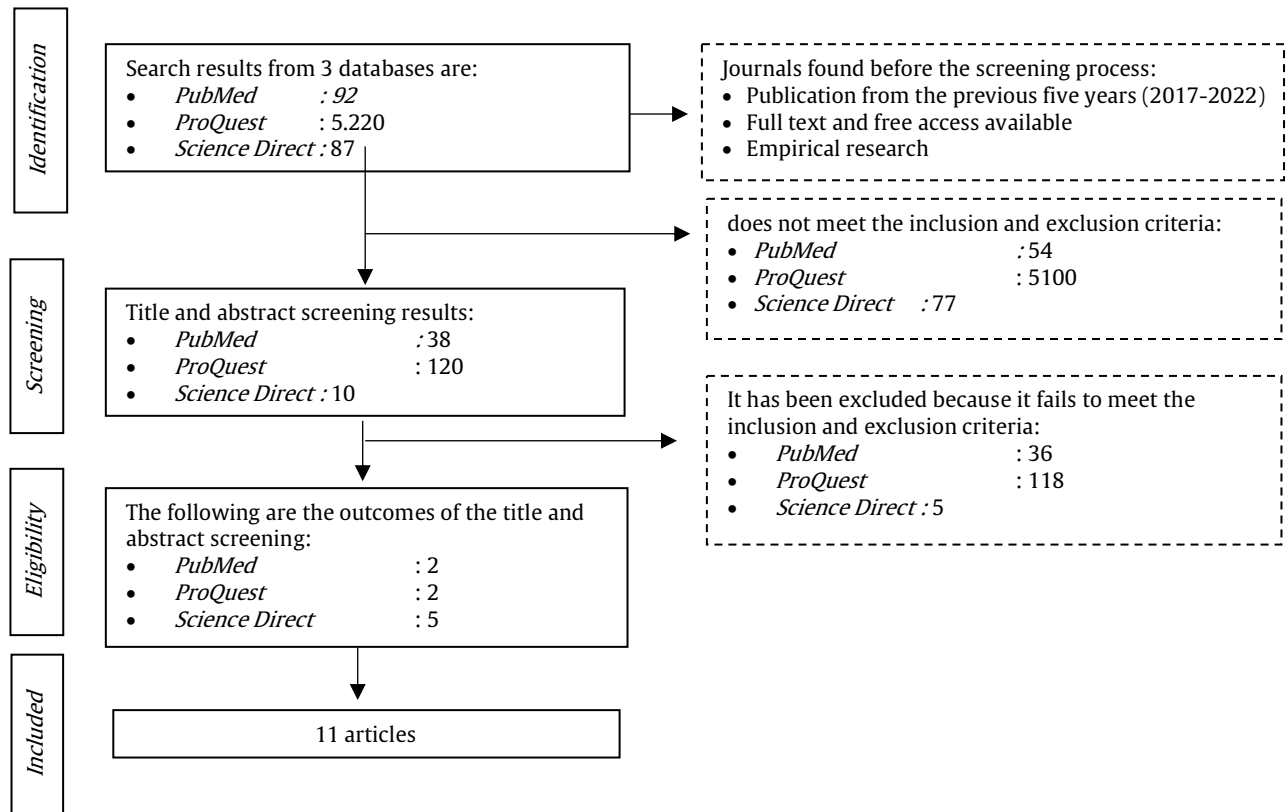 Identification
Search results from 3 databases are:
• PubMed : 92
• ProQuest : 5.220
• Science Direct : 87
Journals found before the screening process:
• Publication from the previous five years (2017-2022)
• Full text and free access available
• Empirical research
does not meet the inclusion and exclusion criteria:
• PubMed : 54
• ProQuest : 5100
• Science Direct : 77
Screening
Title and abstract screening results:
• PubMed : 38
• ProQuest : 120
• Science Direct : 10
It has been excluded because it fails to meet the
inclusion and exclusion criteria:
• PubMed : 36
• ProQuest : 118
• Science Direct : 5
Eligibility
The following are the outcomes of the title and
abstract screening:
• PubMed : 2
• ProQuest : 2
• Science Direct : 5
Included
11 articles